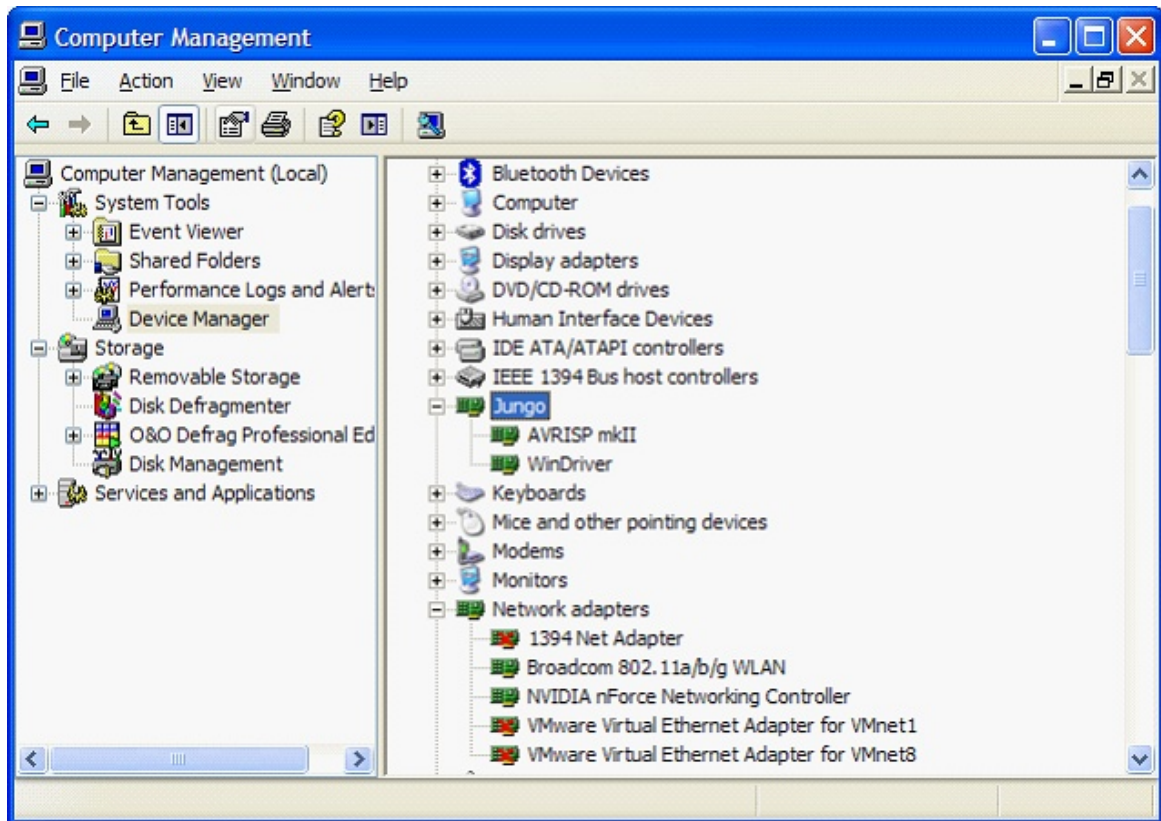 Computer Management
File Action View Window Help
Computer Management (Local)
System Tools
Event Viewer
Shared Folders
Performance Logs and Alerts
Device Manager
Storage
Removable Storage
Disk Defragmenter
O&O Defrag Professional Ed
Disk Management
Services and Applications
Bluetooth Devices
Computer
Disk drives
Display adapters
DVD/CD-ROM drives
Human Interface Devices
IDE ATA/ATAPI controllers
IEEE 1394 Bus host controllers
Jungo
AVRISP mkII
WinDriver
Keyboards
Mice and other pointing devices
Modems
Monitors
Network adapters
1394 Net Adapter
Broadcom 802.11a/b/g WLAN
NVIDIA nForce Networking Controller
VMware Virtual Ethernet Adapter for VMnet1
VMware Virtual Ethernet Adapter for VMnet8